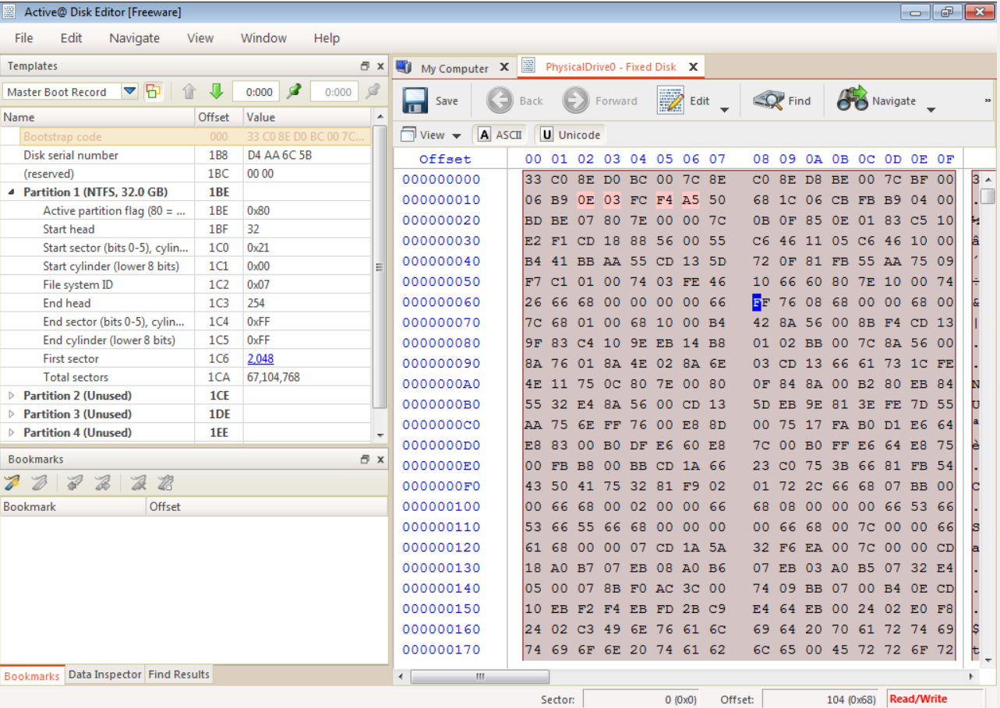 Active@ Disk Editor [Freeware]
File Edit Navigate View Window Help
Templates
Master Boot Record 0:000 0:000
Name Offset Value
Bootstrap code 000 33 C0 8E D0 BC 00 7C...
Disk serial number 1B8 D4 AA 6C 5B
(reserved) 1BC 00 00
Partition 1 (NTFS, 32.0 GB) 1BE
Active partition flag (80 = ... 1BE 0x80
Start head 1BF 32
Start sector (bits 0-5), cylin... 1C0 0x21
Start cylinder (lower 8 bits) 1C1 0x00
File system ID 1C2 0x07
End head 1C3 254
End sector (bits 0-5), cylin... 1C4 0xFF
End cylinder (lower 8 bits) 1C5 0xFF
First sector 1C6 2,048
Total sectors 1CA 67,104,768
Partition 2 (Unused) 1CE
Partition 3 (Unused) 1DE
Partition 4 (Unused) 1EE
Bookmarks
Bookmark Offset
Bookmarks Data Inspector Find Results
My Computer X PhysicalDrive0 - Fixed Disk X
Save Back Forward Edit Find Navigate »
View A ASCII U Unicode
Offset 00 01 02 03 04 05 06 07 08 09 0A 0B 0C 0D 0E 0F
000000000 33 C0 8E D0 BC 00 7C 8E C0 8E D8 BE 00 7C BF 00 3
000000010 06 B9 0E 03 FC F4 A5 50 68 1C 06 CB FB B9 04 00 .
000000020 BD BE 07 80 7E 00 00 7C 0B 0F 85 0E 01 83 C5 10 ½
000000030 E2 F1 CD 18 88 56 00 55 C6 46 11 05 C6 46 10 00 â
000000040 B4 41 BB AA 55 CD 13 5D 72 0F 81 FB 55 AA 75 09 ´
000000050 F7 C1 01 00 74 03 FE 46 10 66 60 80 7E 10 00 74 ÷
000000060 26 66 68 00 00 00 00 66 FF 76 08 68 00 00 68 00 &
000000070 7C 68 01 00 68 10 00 B4 42 8A 56 00 8B F4 CD 13 |
000000080 9F 83 C4 10 9E EB 14 B8 01 02 BB 00 7C 8A 56 00 .
000000090 8A 76 01 8A 4E 02 8A 6E 03 CD 13 66 61 73 1C FE .
0000000A0 4E 11 75 0C 80 7E 00 80 0F 84 8A 00 B2 80 EB 84 N
0000000B0 55 32 E4 8A 56 00 CD 13 5D EB 9E 81 3E FE 7D 55 U
0000000C0 AA 75 6E FF 76 00 E8 8D 00 75 17 FA B0 D1 E6 64 ª
0000000D0 E8 83 00 B0 DF E6 60 E8 7C 00 B0 FF E6 64 E8 75 è
0000000E0 00 FB B8 00 BB CD 1A 66 23 C0 75 3B 66 81 FB 54 .
0000000F0 43 50 41 75 32 81 F9 02 01 72 2C 66 68 07 BB 00 C
000000100 00 66 68 00 02 00 00 66 68 08 00 00 00 66 53 66 .
000000110 53 66 55 66 68 00 00 00 00 66 68 00 7C 00 00 66 S
000000120 61 68 00 00 07 CD 1A 5A 32 F6 EA 00 7C 00 00 CD a
000000130 18 A0 B7 07 EB 08 A0 B6 07 EB 03 A0 B5 07 32 E4 .
000000140 05 00 07 8B F0 AC 3C 00 74 09 BB 07 00 B4 0E CD .
000000150 10 EB F2 F4 EB FD 2B C9 E4 64 EB 00 24 02 E0 F8 .
000000160 24 02 C3 49 6E 76 61 6C 69 64 20 70 61 72 74 69 $
000000170 74 69 6F 6E 20 74 61 62 6C 65 00 45 72 72 6F 72 t
Sector: 0 (0x0) Offset: 104 (0x68) Read/Write